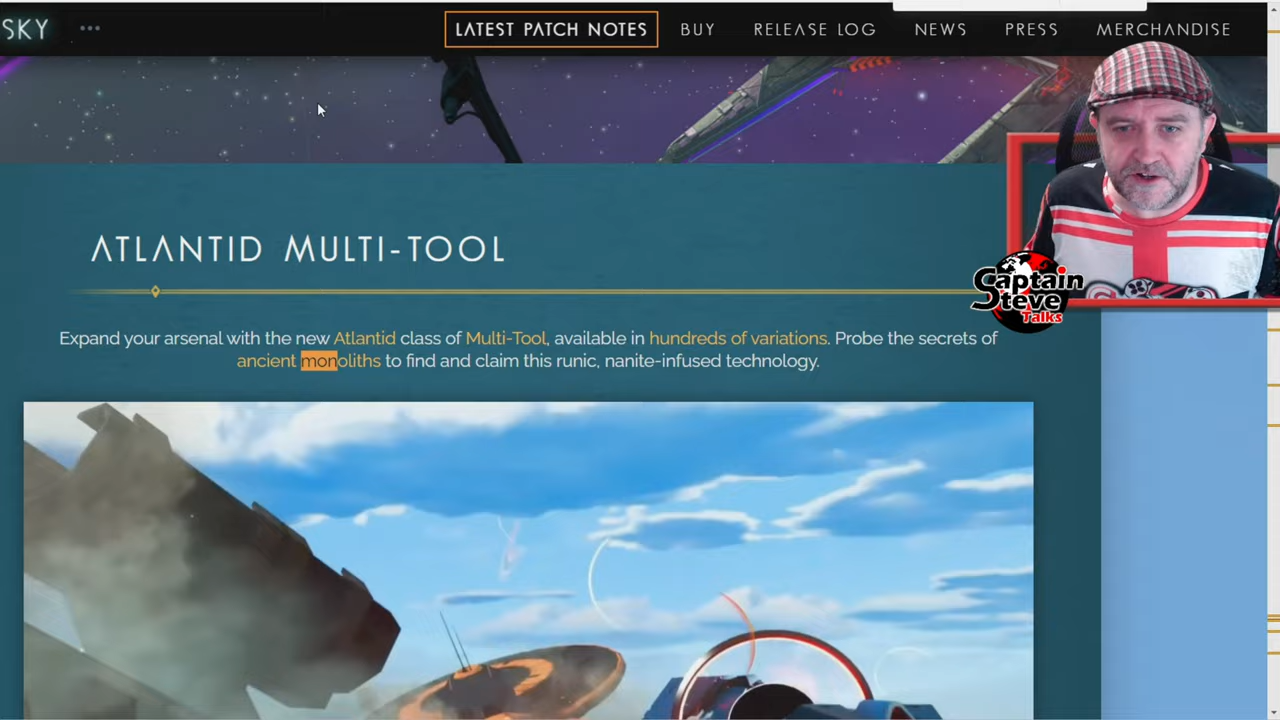 SKY
LATEST PATCH NOTES
BUY
RELEASE LOG
NEWS
PRESS
MERCHANDISE
ATLANTID MULTI-TOOL
Captain
Steve
Talks
Expand your arsenal with the new Atlantid class of Multi-Tool, available in hundreds of variations. Probe the secrets of
ancient monoliths to find and claim this runic, nanite-infused technology.